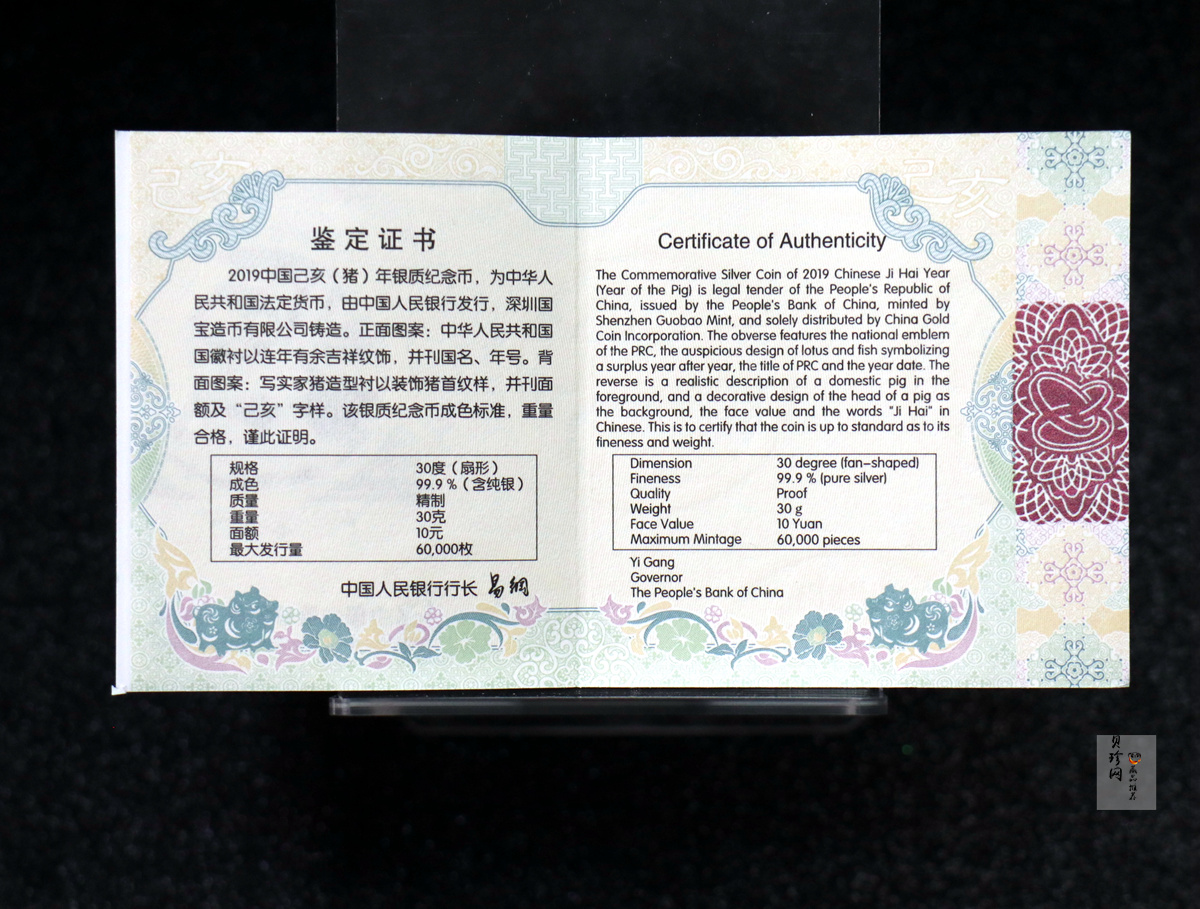 己亥
己亥
鉴定证书
2019中国己亥（猪）年银质纪念币，为中华人
民共和国法定货币，由中国人民银行发行，深圳国
宝造币有限公司铸造。正面图案：中华人民共和国
国徽衬以连年有余吉祥纹饰，并刊国名、年号。背
面图案：写实家猪造型衬以装饰猪首纹样，并刊面
额及“己亥”字样。该银质纪念币成色标准，重量
合格，谨此证明。
规格 30度（扇形）
成色 99.9％（含纯银）
质量 精制
重量 30克
面额 10元
最大发行量 60,000枚
中国人民银行行长 易纲
Certificate of Authenticity
The Commemorative Silver Coin of 2019 Chinese Ji Hai Year
(Year of the Pig) is legal tender of the People's Republic of
China, issued by the People's Bank of China, minted by
Shenzhen Guobao Mint, and solely distributed by China Gold
Coin Incorporation. The obverse features the national emblem
of the PRC, the auspicious design of lotus and fish symbolizing
a surplus year after year, the title of PRC and the year date. The
reverse is a realistic description of a domestic pig in the
foreground, and a decorative design of the head of a pig as
the background, the face value and the words "Ji Hai" in
Chinese. This is to certify that the coin is up to standard as to its
fineness and weight.
Dimension 30 degree (fan-shaped)
Fineness 99.9 % (pure silver)
Quality Proof
Weight 30 g
Face Value 10 Yuan
Maximum Mintage 60,000 pieces
Yi Gang
Governor
The People's Bank of China
贝珍网